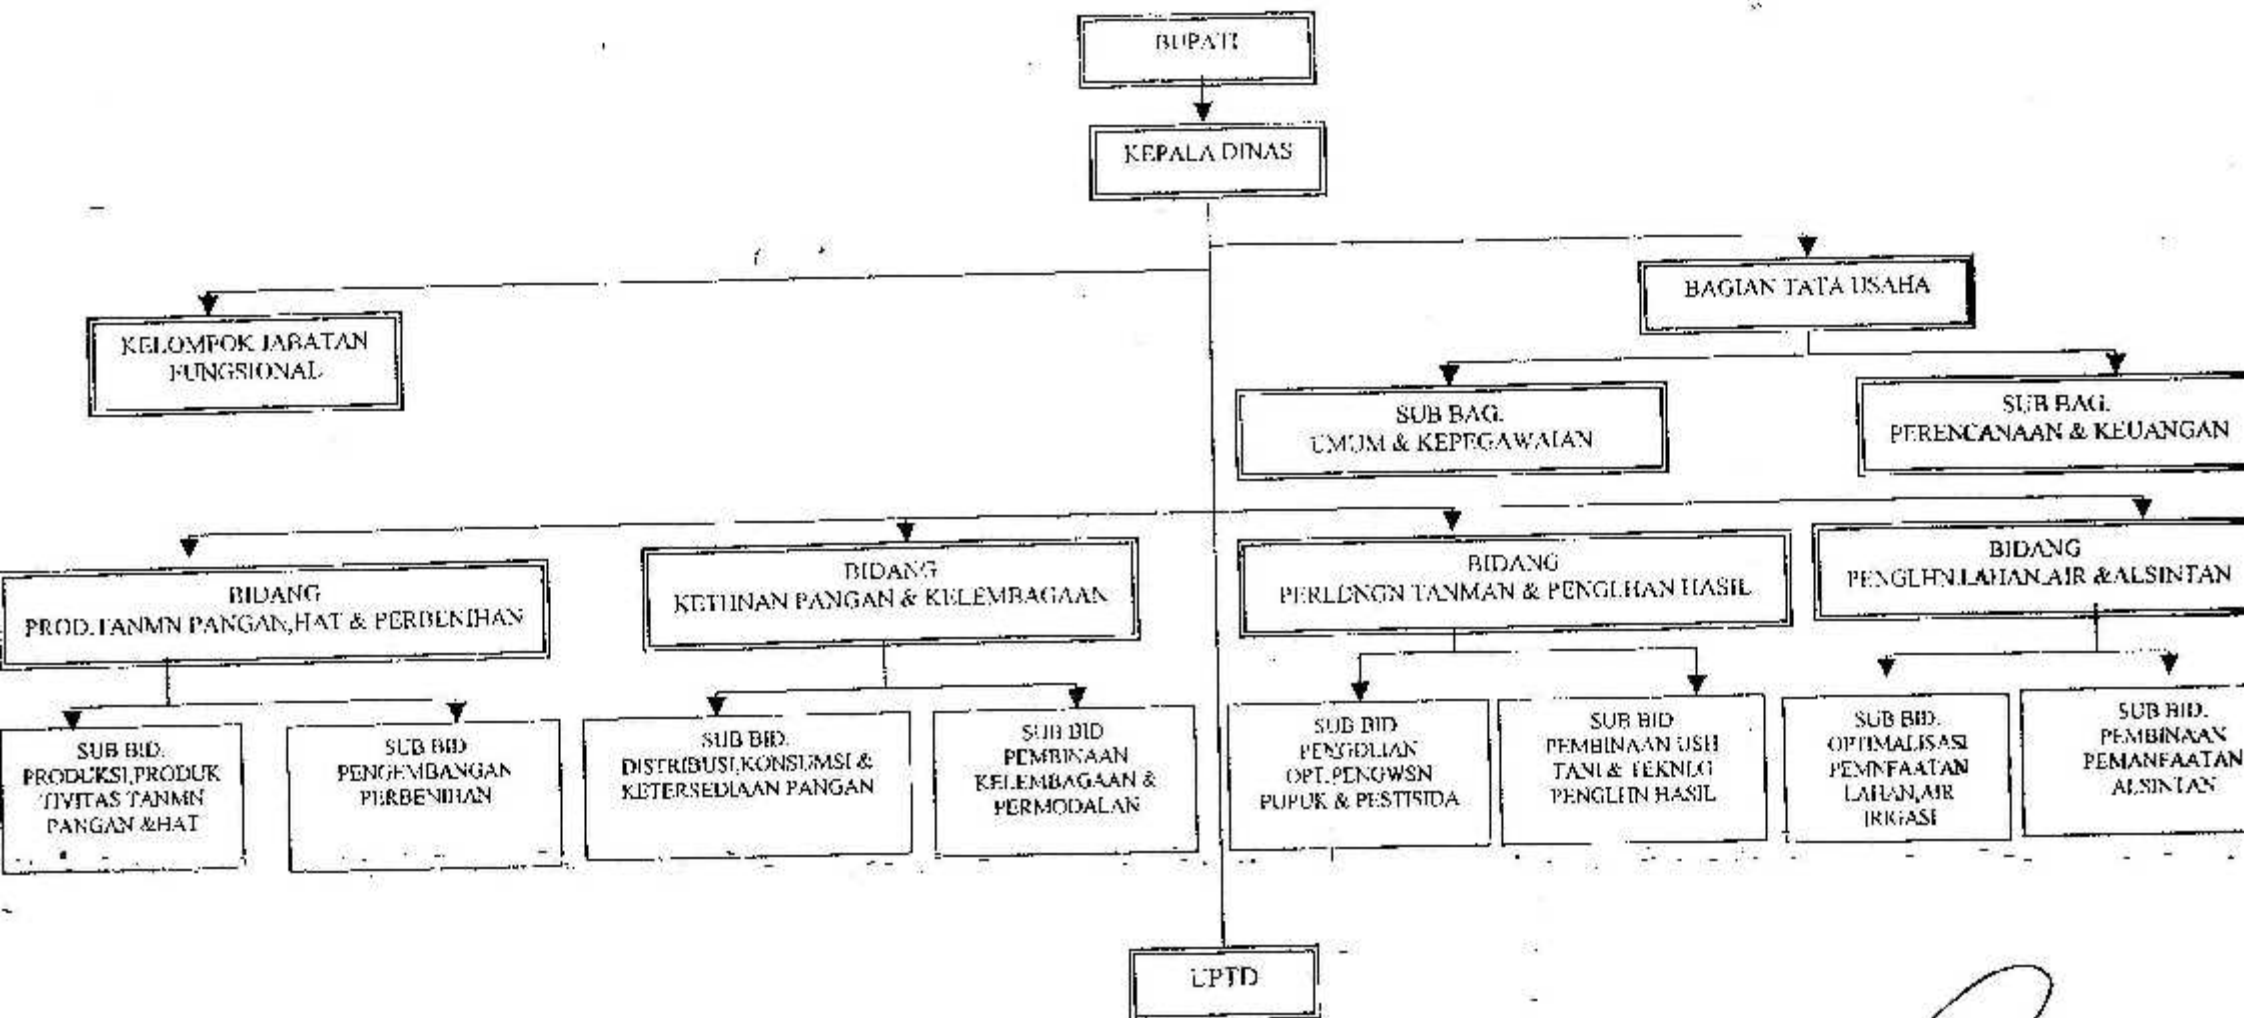 BUPATI
KEPALA DINAS
BAGIAN TATA USAHA
KELOMPOK JABATAN
FUNGSIONAL
SUB BAG.
UMUM & KEPEGAWAIAN
SUB BAG.
PERENCANAAN & KEUANGAN
BIDANG
PROD.TANMN PANGAN,HAT & PERBENIHAN
BIDANG
KETHNAN PANGAN & KELEMBAGAAN
BIDANG
PERLDNGN TANMAN & PENGLHAN HASIL
BIDANG
PENGLHN.LAHAN,AIR & ALSINTAN
SUB BID.
PRODUKSI,PRODUK
TIVITAS TANMN
PANGAN &HAT
SUB BID
PENGEMBANGAN
PERBENIHAN
SUB BID.
DISTRIBUSI,KONSUMSI &
KETERSEDIAAN PANGAN
SUB BID
PEMBINAAN
KELEMBAGAAN &
PERMODALAN
SUB BID
OPT.PENGWSN
PUPUK & PESTISIDA
SUB BID
PEMBINAAN USH
TANI & TEKNLG
PENGLHN HASIL
SUB BID.
OPTIMALISASI
PEMNFAATAN
LAHAN,AIR
IRIGASI
SUB BID.
PEMBINAAN
PEMANFAATAN
ALSINTAN
UPTD